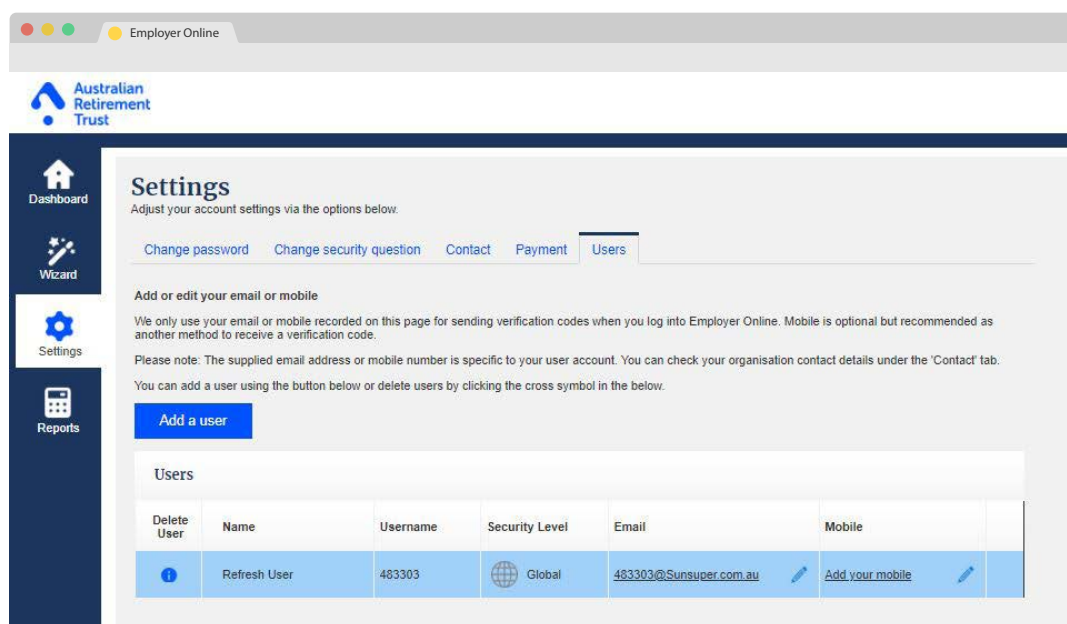 Employer Online
Australian
Retirement
Trust
Dashboard
Wizard
Settings
Reports
Settings
Adjust your account settings via the options below.
Change password Change security question Contact Payment Users
Add or edit your email or mobile
We only use your email or mobile recorded on this page for sending verification codes when you log into Employer Online. Mobile is optional but recommended as
another method to receive a verification code.
Please note: The supplied email address or mobile number is specific to your user account. You can check your organisation contact details under the 'Contact' tab.
You can add a user using the button below or delete users by clicking the cross symbol in the below.
Add a user
Users
Delete User Name Username Security Level Email Mobile
Refresh User 483303 Global 483303@Sunsuper.com.au Add your mobile